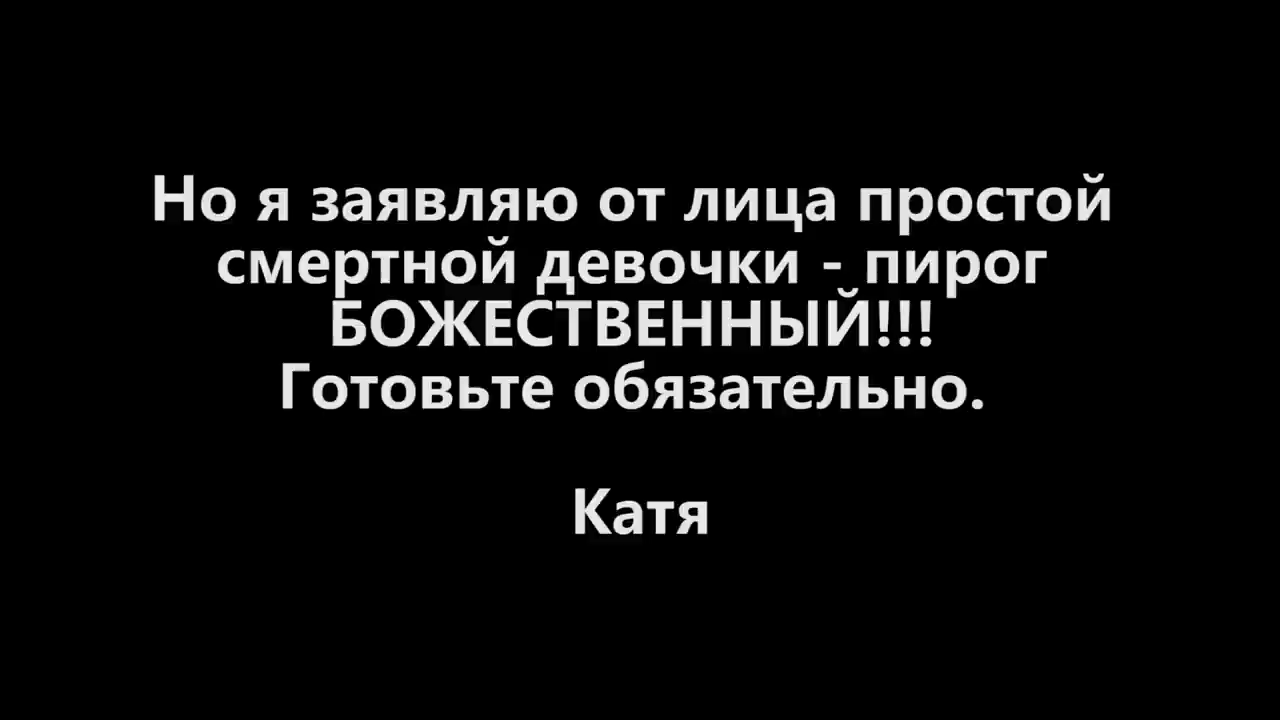 Но я заявляю от лица простой
смертной девочки - пирог
БОЖЕСТВЕННЫЙ!!!
Готовьте обязательно.
Катя